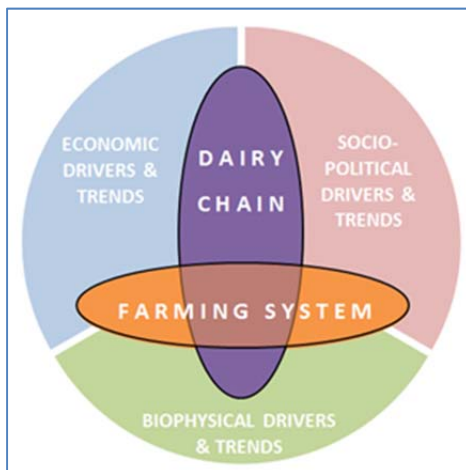 ECONOMIC
DRIVERS &
TRENDS
DAIRY
CHAIN
SOCIO-
POLITICAL
DRIVERS &
TRENDS
FARMING SYSTEM
BIOPHYSICAL DRIVERS
& TRENDS